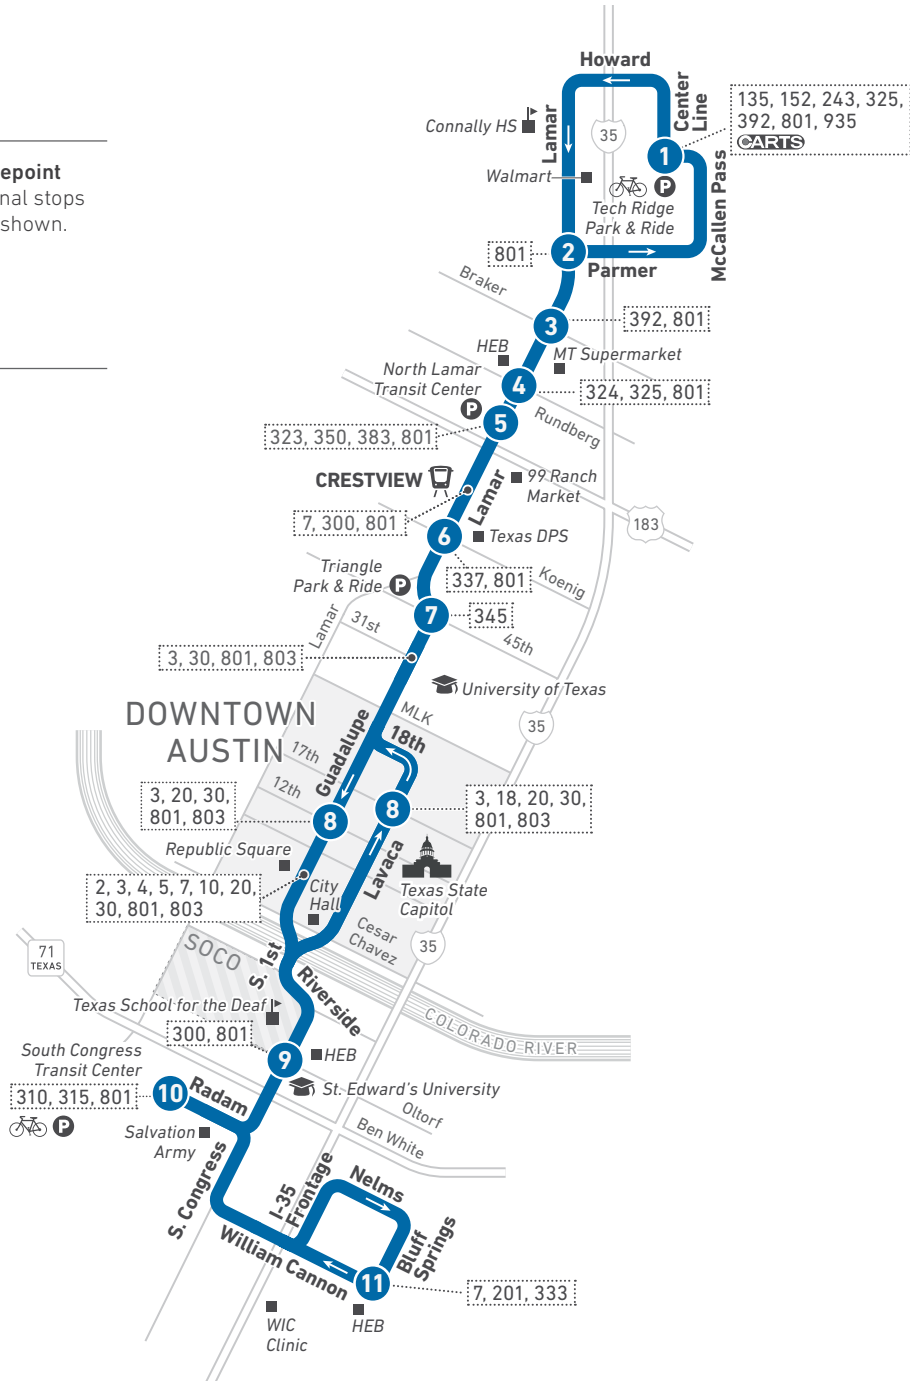 epoint
nal stops
shown.
Howard
Center
Line
Lamar
Connally HS
35
135, 152, 243, 325,
392, 801, 935
CARTS
1
Walmart
P
McCallen Pass
Tech Ridge
Park & Ride
801
2
Parmer
Braker
3
392, 801
HEB
MT Supermarket
North Lamar
Transit Center
4
324, 325, 801
P
5
Rundberg
323, 350, 383, 801
CRESTVIEW
Lamar
99 Ranch
Market
7, 300, 801
183
6
Texas DPS
Triangle
Park & Ride
P
337, 801
Koenig
7
345
Lamar
31st
45th
3, 30, 801, 803
University of Texas
MLK
DOWNTOWN
AUSTIN
35
Guadalupe
18th
17th
12th
3, 20, 30,
801, 803
8
8
3, 18, 20, 30,
801, 803
Republic Square
Lavaca
2, 3, 4, 5, 7, 10, 20,
30, 801, 803
City
Hall
Texas State
Capitol
Cesar
Chavez
35
71
TEXAS
SOCO
S. 1st
Riverside
Texas School for the Deaf
COLORADO RIVER
300, 801
9
HEB
South Congress
Transit Center
10
Radam
St. Edward's University
310, 315, 801
P
Oltorf
Ben White
Salvation
Army
S. Congress
I-35
Frontage
Nelms
Bluff
Springs
William Cannon
11
7, 201, 333
WIC
Clinic
HEB